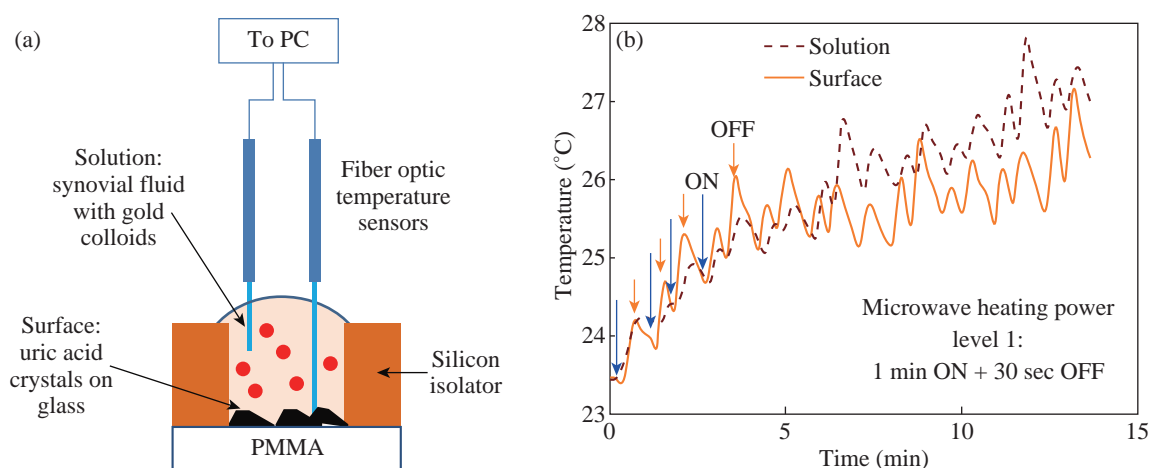 (a)
To PC
Solution:
synovial fluid
with gold
colloids
Fiber optic
temperature
sensors
Surface:
uric acid
crystals on
glass
Silicon
isolator
PMMA
(b)
Solution
Surface
OFF
ON
Temperature (°C)
28
27
26
25
24
23
Microwave heating power
level 1:
1 min ON + 30 sec OFF
0
5
10
15
Time (min)